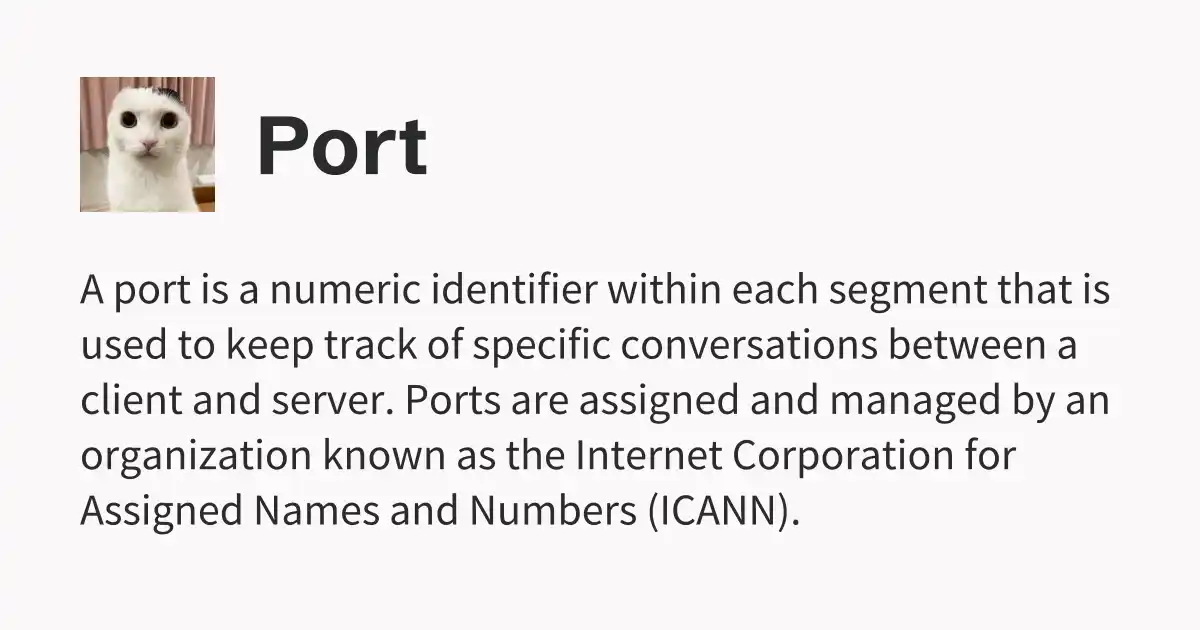 Port
A port is a numeric identifier within each segment that is
used to keep track of specific conversations between a
client and server. Ports are assigned and managed by an
organization known as the Internet Corporation for
Assigned Names and Numbers (ICANN).